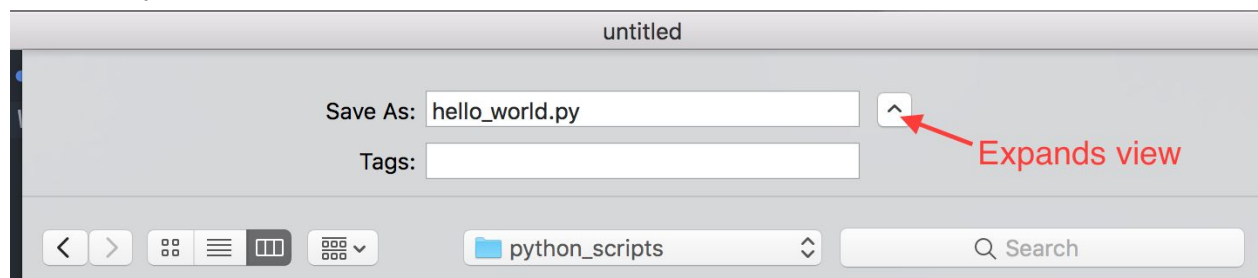 untitled
Save As: hello_world.py
Tags:
Expands view
python_scripts
Search